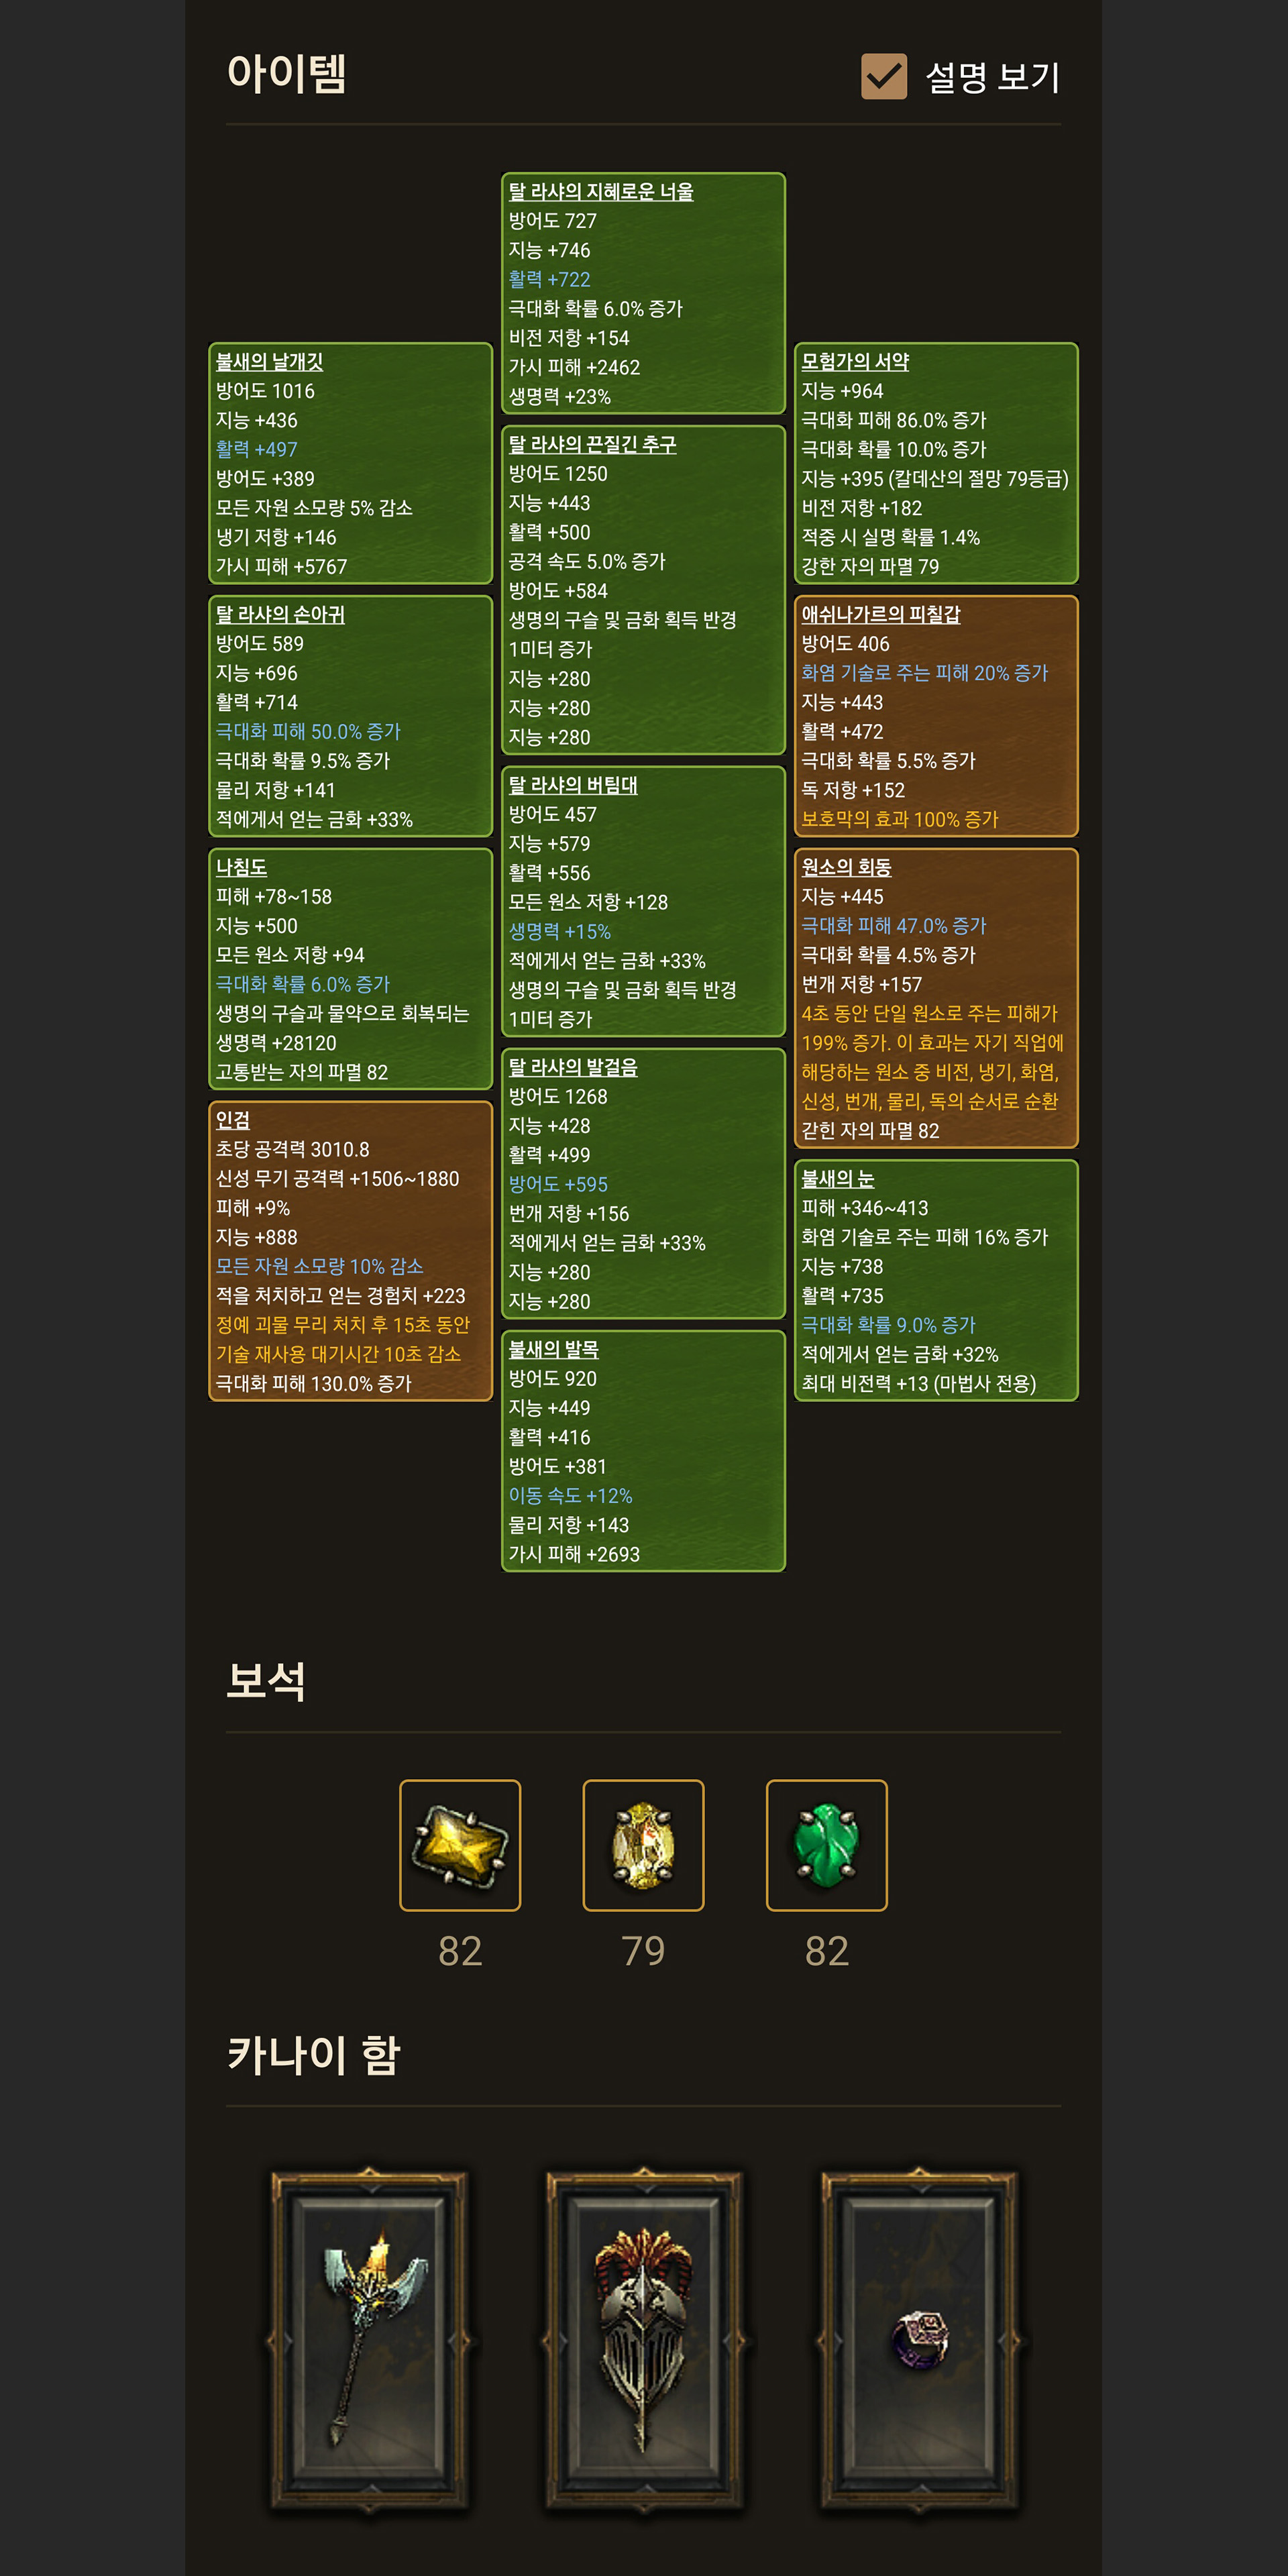 아이템
설명 보기
탈 라샤의 지혜로운 너울
방어도 727
지능 +746
활력 +722
극대화 확률 6.0% 증가
비전 저항 +154
가시 피해 +2462
생명력 +23%
불새의 날개깃
방어도 1016
지능 +436
활력 +497
방어도 +389
모든 자원 소모량 5% 감소
냉기 저항 +146
가시 피해 +5767
탈 라샤의 끈질긴 추구
방어도 1250
지능 +443
활력 +500
공격 속도 5.0% 증가
방어도 +584
생명의 구슬 및 금화 획득 반경
1미터 증가
지능 +280
지능 +280
지능 +280
모험가의 서약
지능 +964
극대화 피해 86.0% 증가
극대화 확률 10.0% 증가
지능 +395 (칼데산의 절망 79등급)
비전 저항 +182
적중 시 실명 확률 1.4%
강한 자의 파멸 79
탈 라샤의 손아귀
방어도 589
지능 +696
활력 +714
극대화 피해 50.0% 증가
극대화 확률 9.5% 증가
물리 저항 +141
적에게서 얻는 금화 +33%
애쉬나가르의 피칠갑
방어도 406
화염 기술로 주는 피해 20% 증가
지능 +443
활력 +472
극대화 확률 5.5% 증가
독 저항 +152
보호막의 효과 100% 증가
탈 라샤의 버팀대
방어도 457
지능 +579
활력 +556
모든 원소 저항 +128
생명력 +15%
적에게서 얻는 금화 +33%
생명의 구슬 및 금화 획득 반경
1미터 증가
나침도
피해 +78~158
지능 +500
모든 원소 저항 +94
극대화 확률 6.0% 증가
생명의 구슬과 물약으로 회복되는
생명력 +28120
고통받는 자의 파멸 82
원소의 회동
지능 +445
극대화 피해 47.0% 증가
극대화 확률 4.5% 증가
번개 저항 +157
4초 동안 단일 원소로 주는 피해가
199% 증가. 이 효과는 자기 직업에
해당하는 원소 중 비전, 냉기, 화염,
신성, 번개, 물리, 독의 순서로 순환
갇힌 자의 파멸 82
탈 라샤의 발걸음
방어도 1268
지능 +428
활력 +499
방어도 +595
번개 저항 +156
적에게서 얻는 금화 +33%
지능 +280
지능 +280
인검
초당 공격력 3010.8
신성 무기 공격력 +1506~1880
피해 +9%
지능 +888
모든 자원 소모량 10% 감소
적을 처치하고 얻는 경험치 +223
정예 괴물 무리 처치 후 15초 동안
기술 재사용 대기시간 10초 감소
극대화 피해 130.0% 증가
불새의 눈
피해 +346~413
화염 기술로 주는 피해 16% 증가
지능 +738
활력 +735
극대화 확률 9.0% 증가
적에게서 얻는 금화 +32%
최대 비전력 +13 (마법사 전용)
불새의 발목
방어도 920
지능 +449
활력 +416
방어도 +381
이동 속도 +12%
물리 저항 +143
가시 피해 +2693
보석
82
79
82
카나이 함